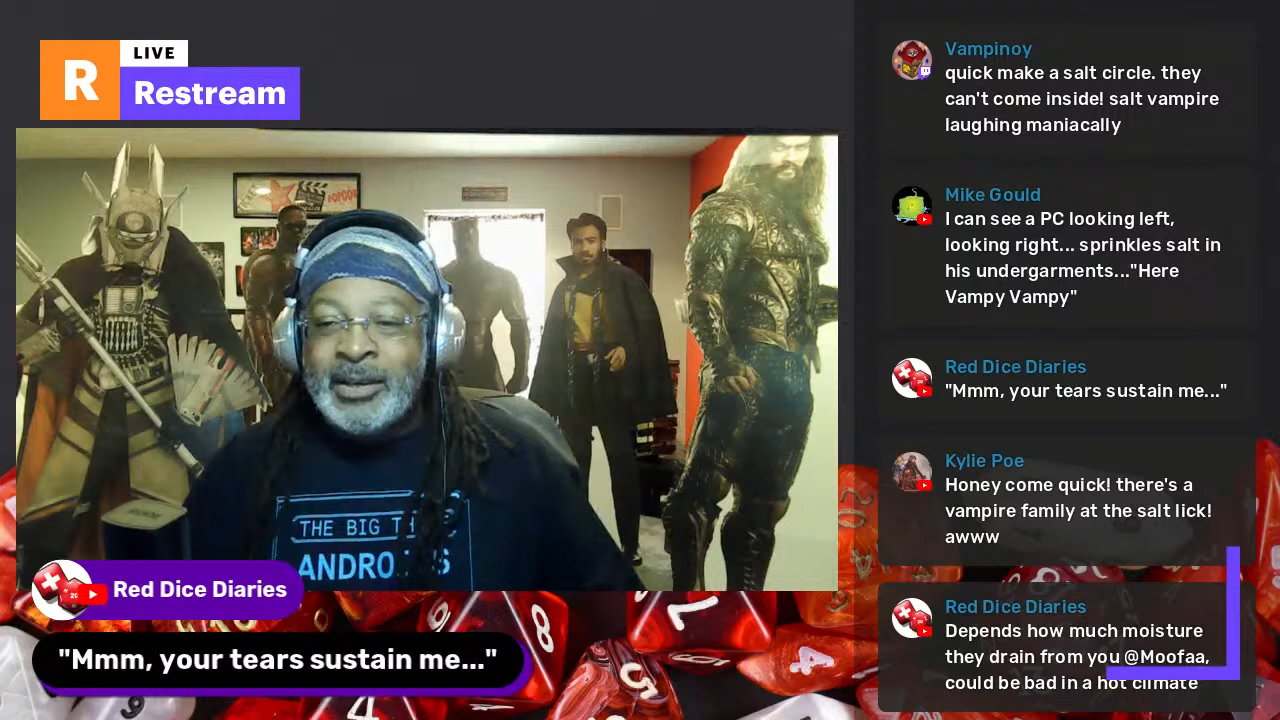 LIVE
R
Restream
Vampinoy
quick make a salt circle. they
can't come inside! salt vampire
laughing maniacally
Mike Gould
I can see a PC looking left,
looking right... sprinkles salt in
his undergarments..."Here
Vampy Vampy"
Red Dice Diaries
"Mmm, your tears sustain me..."
Kylie Poe
Honey come quick! there's a
vampire family at the salt lick!
awww
Red Dice Diaries
Depends how much moisture
they drain from you @Moofaa,
could be bad in a hot climate
THE BIG
Red Dice Diaries
"Mmm, your tears sustain me..."